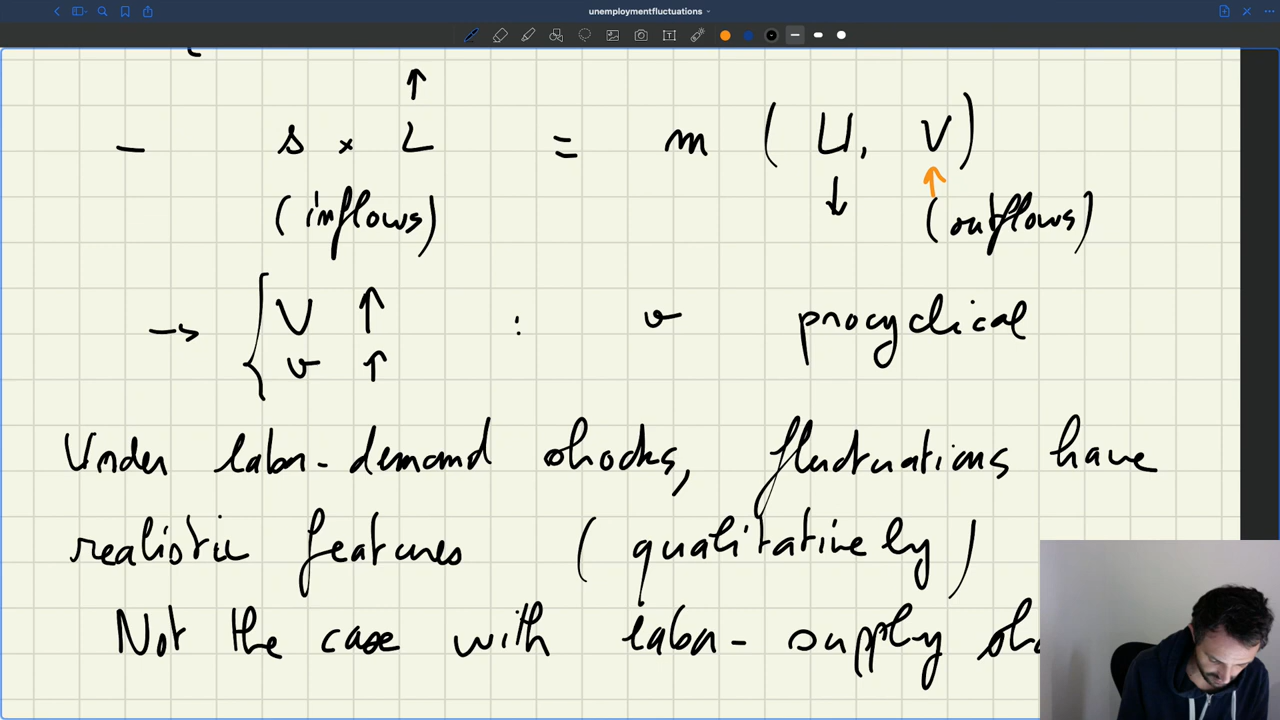 unemploymentfluctuations
↑
- s × L = m ( U, V )
↓ ↑
(inflows) (outflows)
→ { V ↑ : v procyclical
v ↑
Under labor-demand shocks, fluctuations have
realistic features (qualitatively)
Not the case with labor-supply